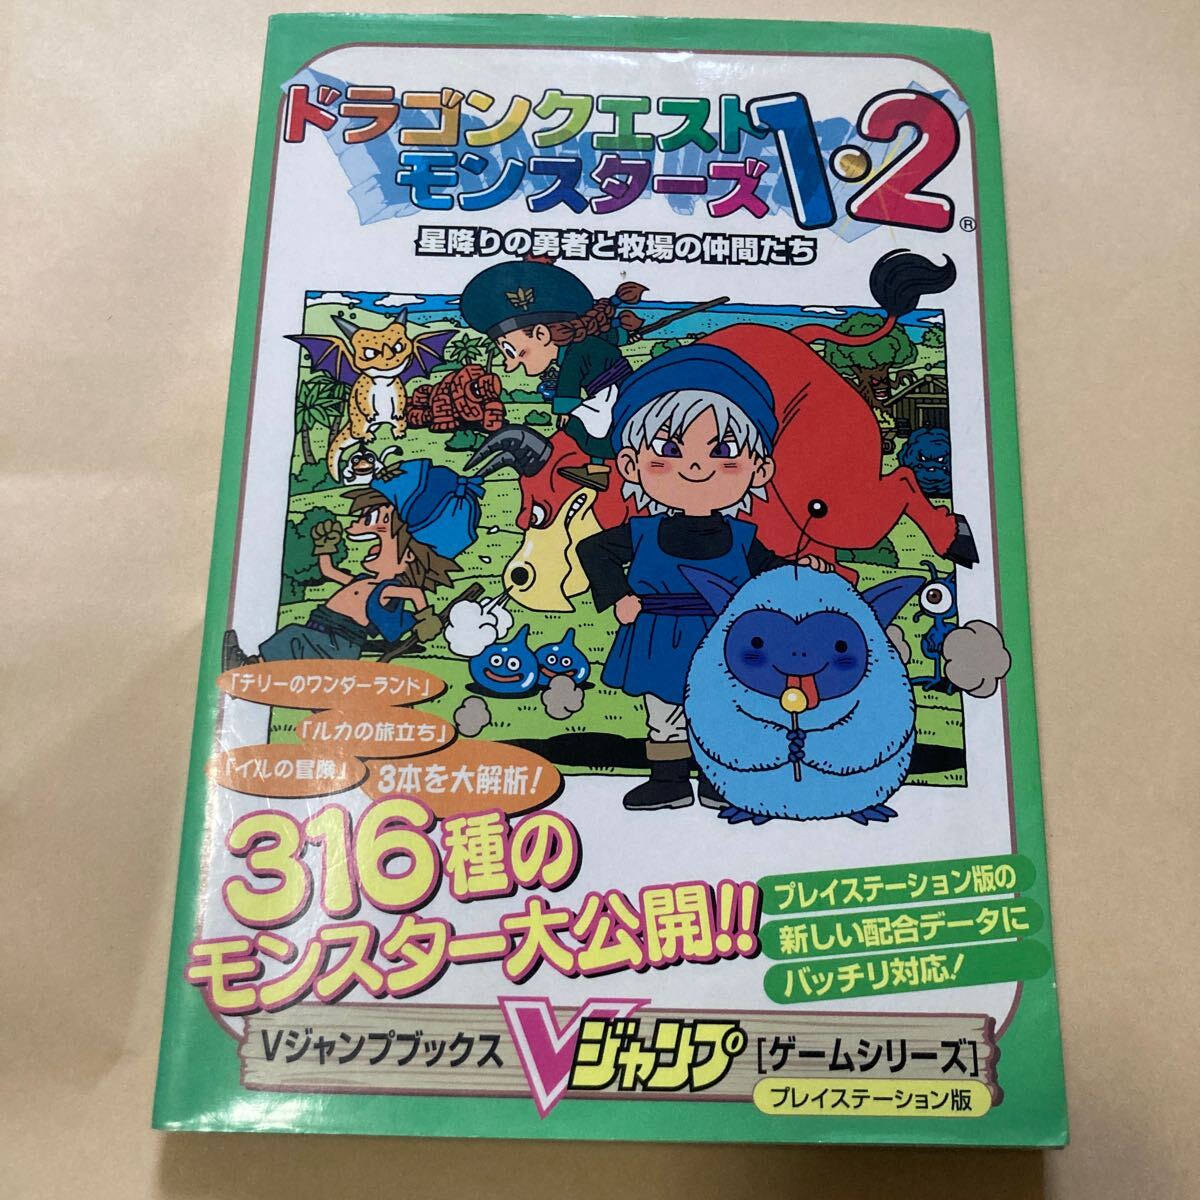 ドラゴンクエスト
モンスターズ1・2
®
星降りの勇者と牧場の仲間たち
「テリーのワンダーランド」
「ルカの旅立ち」
「イルの冒険」
3本を大解析!
316種の
モンスター大公開!!
プレイステーション版の
新しい配合データに
バッチリ対応!
Vジャンプブックス
Vジャンプ
[ゲームシリーズ]
プレイステーション版